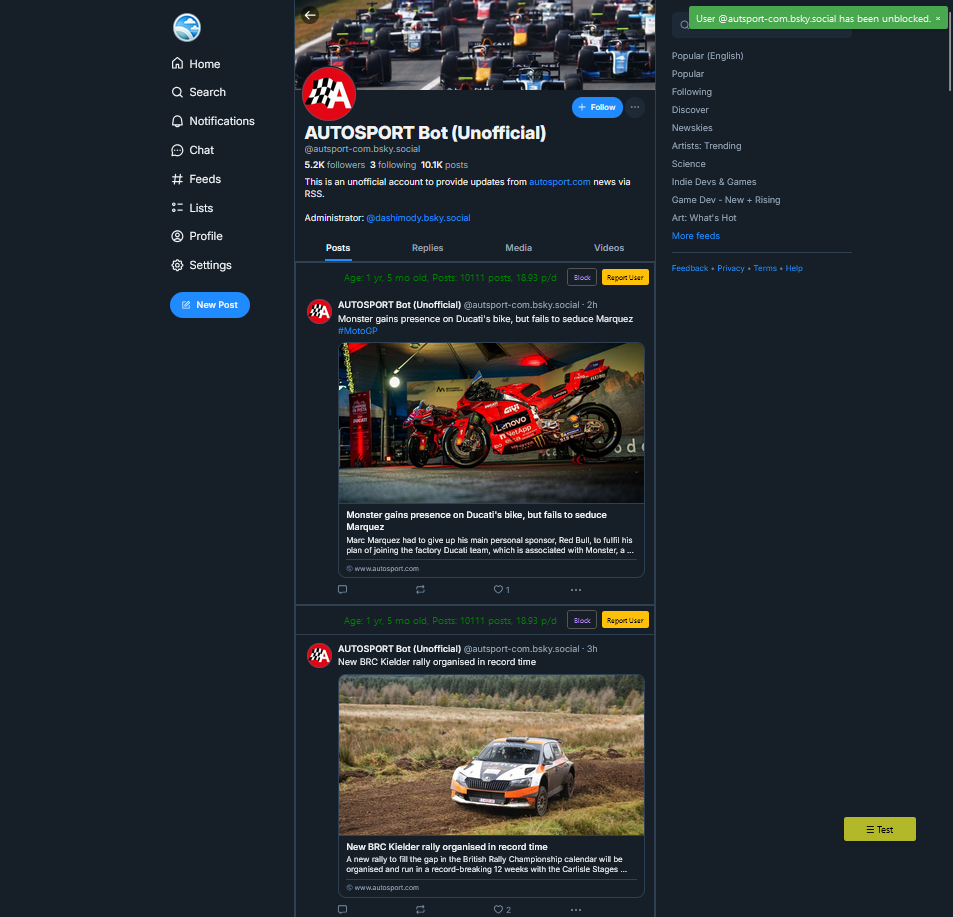 Home
Search
Notifications
Chat
Feeds
Lists
Profile
Settings
New Post
+ Follow
AUTOSPORT Bot (Unofficial)
@autsport-com.bsky.social
5.2K followers 3 following 10.1K posts
This is an unofficial account to provide updates from autosport.com news via
RSS.
Administrator: @dashimody.bsky.social
Posts Replies Media Videos
Age: 1 yr, 5 mo old, Posts: 10111 posts, 18.93 p/d Block Report User
AUTOSPORT Bot (Unofficial) @autsport-com.bsky.social · 2h
Monster gains presence on Ducati's bike, but fails to seduce Marquez
#MotoGP
Lenovo
NetApp
GIVI
Monster gains presence on Ducati's bike, but fails to seduce
Marquez
Marc Marquez had to give up his main personal sponsor, Red Bull, to fulfil his
plan of joining the factory Ducati team, which is associated with Monster, a ...
www.autosport.com
1
Age: 1 yr, 5 mo old, Posts: 10111 posts, 18.93 p/d Block Report User
AUTOSPORT Bot (Unofficial) @autsport-com.bsky.social · 3h
New BRC Kielder rally organised in record time
New BRC Kielder rally organised in record time
A new rally to fill the gap in the British Rally Championship calendar will be
organised and run in a record-breaking 12 weeks with the Carlisle Stages ...
www.autosport.com
2
User @autsport-com.bsky.social has been unblocked. ×
Popular (English)
Popular
Following
Discover
Newskies
Artists: Trending
Science
Indie Devs & Games
Game Dev - New + Rising
Art: What's Hot
More feeds
Feedback • Privacy • Terms • Help
☰ Test